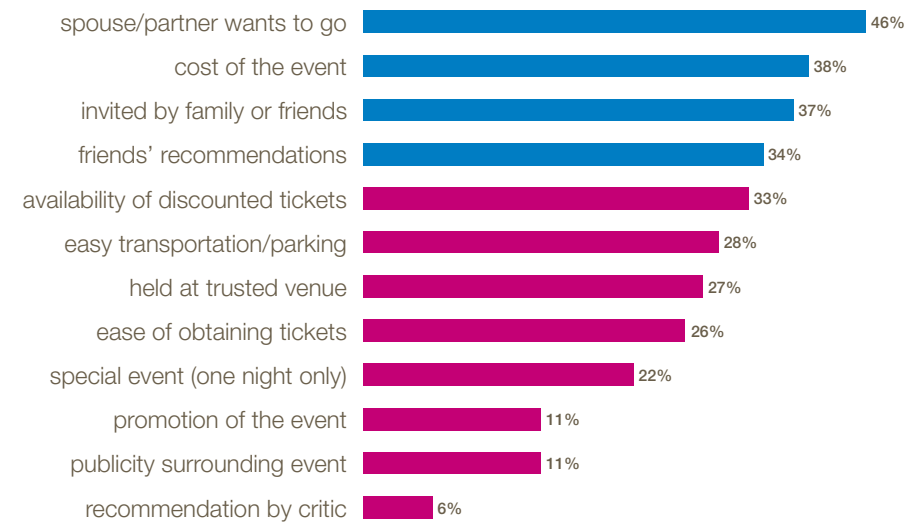 spouse/partner wants to go 46%
cost of the event 38%
invited by family or friends 37%
friends’ recommendations 34%
availability of discounted tickets 33%
easy transportation/parking 28%
held at trusted venue 27%
ease of obtaining tickets 26%
special event (one night only) 22%
promotion of the event 11%
publicity surrounding event 11%
recommendation by critic 6%